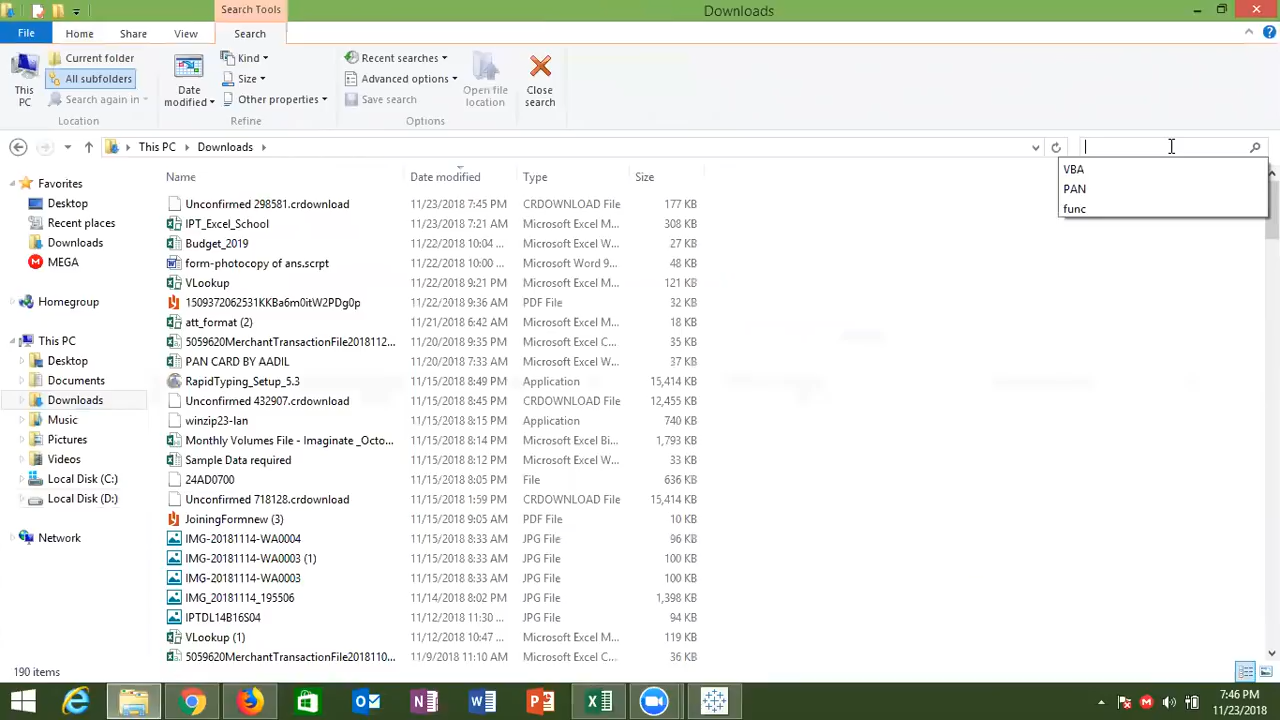 Search Tools
Downloads
File Home Share View Search
This PC
Current folder
All subfolders
Search again in
Location
Date modified
Kind
Size
Other properties
Refine
Recent searches
Advanced options
Save search
Options
Open file location
Close search
This PC Downloads
VBA
PAN
func
Favorites
Desktop
Recent places
Downloads
MEGA
Homegroup
This PC
Desktop
Documents
Downloads
Music
Pictures
Videos
Local Disk (C:)
Local Disk (D:)
Network
Name Date modified Type Size
Unconfirmed 298581.crdownload 11/23/2018 7:45 PM CRDOWNLOAD File 177 KB
IPT_Excel_School 11/23/2018 7:21 AM Microsoft Excel M... 308 KB
Budget_2019 11/22/2018 10:04 ... Microsoft Excel W... 27 KB
form-photocopy of ans.scrpt 11/22/2018 10:00 ... Microsoft Word 9... 48 KB
VLookup 11/22/2018 9:21 PM Microsoft Excel M... 121 KB
1509372062531KKBa6m0itW2PDg0p 11/22/2018 9:36 AM PDF File 32 KB
att_format (2) 11/21/2018 6:42 AM Microsoft Excel M... 18 KB
5059620MerchantTransactionFile2018112... 11/20/2018 9:35 PM Microsoft Excel C... 35 KB
PAN CARD BY AADIL 11/20/2018 7:33 AM Microsoft Excel W... 37 KB
RapidTyping_Setup_5.3 11/15/2018 8:49 PM Application 15,414 KB
Unconfirmed 432907.crdownload 11/15/2018 8:45 PM CRDOWNLOAD File 12,455 KB
winzip23-lan 11/15/2018 8:15 PM Application 740 KB
Monthly Volumes File - Imaginate _Octo... 11/15/2018 8:14 PM Microsoft Excel Bi... 1,793 KB
Sample Data required 11/15/2018 8:12 PM Microsoft Excel W... 33 KB
24AD0700 11/15/2018 8:05 PM File 636 KB
Unconfirmed 718128.crdownload 11/15/2018 1:59 PM CRDOWNLOAD File 15,414 KB
JoiningFormnew (3) 11/15/2018 9:05 AM PDF File 10 KB
IMG-20181114-WA0004 11/15/2018 8:33 AM JPG File 96 KB
IMG-20181114-WA0003 (1) 11/15/2018 8:33 AM JPG File 100 KB
IMG-20181114-WA0003 11/15/2018 8:33 AM JPG File 100 KB
IMG_20181114_195506 11/14/2018 8:02 PM JPG File 1,398 KB
IPTDL14B16S04 11/12/2018 11:30 ... JPG File 94 KB
VLookup (1) 11/12/2018 10:47 ... Microsoft Excel M... 119 KB
5059620MerchantTransactionFile2018110... 11/9/2018 11:10 AM Microsoft Excel C... 36 KB
190 items
7:46 PM
11/23/2018